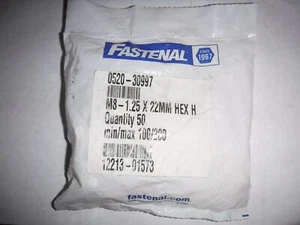 FASTENAL
SINCE
1967
0520-30997
M8-1.25 X 22MM HEX H
Quantity 50
min/max 100/200
12213-01573
fastenal.com